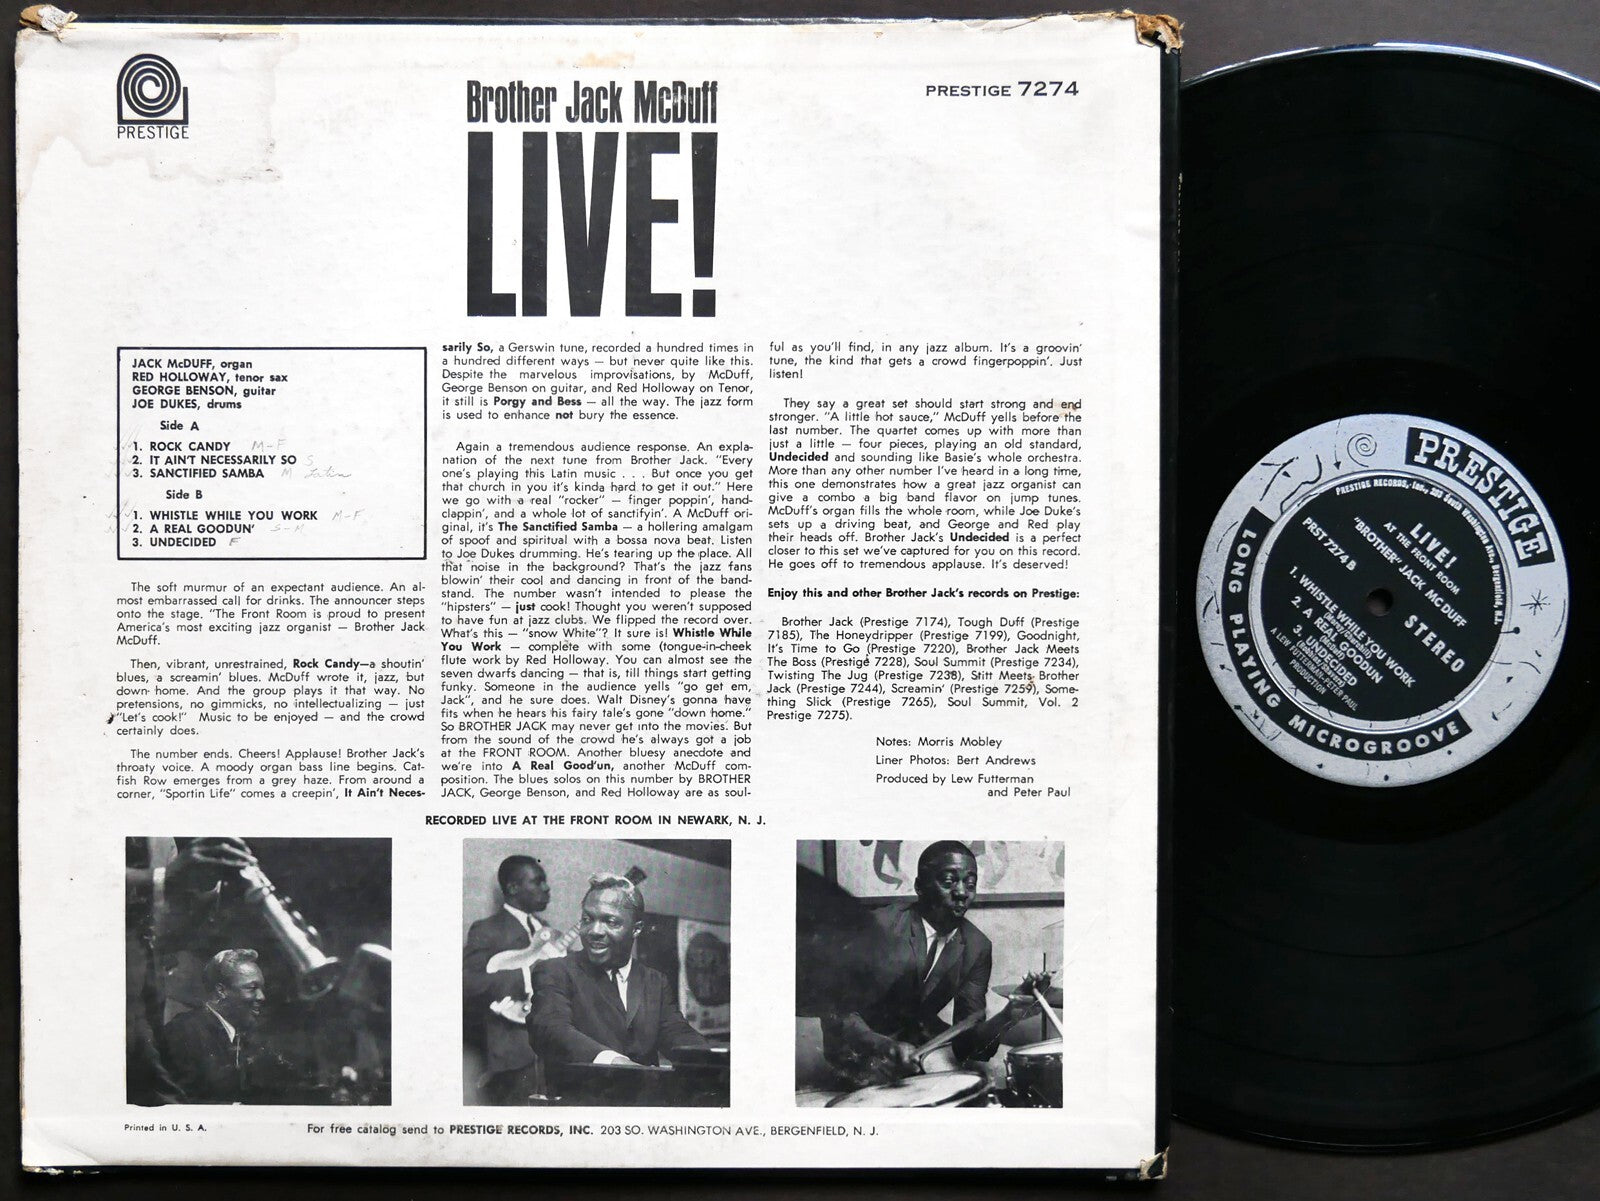 PRESTIGE
Brother Jack McDuff
LIVE!
PRESTIGE 7274
JACK McDUFF, organ
RED HOLLOWAY, tenor sax
GEORGE BENSON, guitar
JOE DUKES, drums
Side A
1. ROCK CANDY M-F
2. IT AIN'T NECESSARILY SO S
3. SANCTIFIED SAMBA M Latin
Side B
1. WHISTLE WHILE YOU WORK M-F
2. A REAL GOODUN' S-M
3. UNDECIDED F
The soft murmur of an expectant audience. An al-
most embarrassed call for drinks. The announcer steps
onto the stage. "The Front Room is proud to present
America's most exciting jazz organist — Brother Jack
McDuff.
Then, vibrant, unrestrained, Rock Candy—a shoutin'
blues, a screamin' blues. McDuff wrote it, jazz, but
down home. And the group plays it that way. No
pretensions, no gimmicks, no intellectualizing — just
"Let's cook!" Music to be enjoyed — and the crowd
certainly does.
The number ends. Cheers! Applause! Brother Jack's
throaty voice. A moody organ bass line begins. Cat-
fish Row emerges from a grey haze. From around a
corner, "Sportin Life" comes a creepin', It Ain't Neces-
sarily So, a Gerswin tune, recorded a hundred times in
a hundred different ways — but never quite like this.
Despite the marvelous improvisations, by McDuff,
George Benson on guitar, and Red Holloway on Tenor,
it still is Porgy and Bess — all the way. The jazz form
is used to enhance not bury the essence.
Again a tremendous audience response. An expla-
nation of the next tune from Brother Jack. "Every
one's playing this Latin music . . . But once you get
that church in you it's kinda hard to get it out." Here
we go with a real "rocker" — finger poppin', hand-
clappin', and a whole lot of sanctifyin'. A McDuff or-
iginal, it's The Sanctified Samba — a hollering amalgam
of spoof and spiritual with a bossa nova beat. Listen
to Joe Dukes drumming. He's tearing up the place. All
that noise in the background? That's the jazz fans
blowin' their cool and dancing in front of the band-
stand. The number wasn't intended to please the
"hipsters" — just cook! Thought you weren't supposed
to have fun at jazz clubs. We flipped the record over.
What's this — "snow White"? It sure is! Whistle While
You Work — complete with some (tongue-in-cheek
flute work by Red Holloway. You can almost see the
seven dwarfs dancing — that is, till things start getting
funky. Someone in the audience yells "go get em,
Jack", and he sure does. Walt Disney's gonna have
fits when he hears his fairy tale's gone "down home."
So BROTHER JACK may never get into the movies. But
from the sound of the crowd he's always got a job
at the FRONT ROOM. Another bluesy anecdote and
we're into A Real Good'un, another McDuff com-
position. The blues solos on this number by BROTHER
JACK, George Benson, and Red Holloway are as soul-
ful as you'll find, in any jazz album. It's a groovin'
tune, the kind that gets a crowd fingerpoppin'. Just
listen!
They say a great set should start strong and end
stronger. "A little hot sauce," McDuff yells before the
last number. The quartet comes up with more than
just a little — four pieces, playing an old standard,
Undecided and sounding like Basie's whole orchestra.
More than any other number I've heard in a long time,
this one demonstrates how a great jazz organist can
give a combo a big band flavor on jump tunes.
McDuff's organ fills the whole room, while Joe Duke's
sets up a driving beat, and George and Red play
their heads off. Brother Jack's Undecided is a perfect
closer to this set we've captured for you on this record.
He goes off to tremendous applause. It's deserved!
Enjoy this and other Brother Jack's records on Prestige:
Brother Jack (Prestige 7174), Tough Duff (Prestige
7185), The Honeydripper (Prestige 7199), Goodnight,
It's Time to Go (Prestige 7220), Brother Jack Meets
The Boss (Prestige 7228), Soul Summit (Prestige 7234),
Twisting The Jug (Prestige 7238), Stitt Meets Brother
Jack (Prestige 7244), Screamin' (Prestige 7259), Some-
thing Slick (Prestige 7265), Soul Summit, Vol. 2
Prestige 7275).
Notes: Morris Mobley
Liner Photos: Bert Andrews
Produced by Lew Futterman
and Peter Paul
RECORDED LIVE AT THE FRONT ROOM IN NEWARK, N. J.
Printed in U. S. A.
For free catalog send to PRESTIGE RECORDS, INC. 203 SO. WASHINGTON AVE., BERGENFIELD, N. J.
PRESTIGE
PRESTIGE RECORDS, Inc., 203 South Washington Ave., Bergenfield, N.J.
LIVE!
AT THE FRONT ROOM
"BROTHER" JACK MC DUFF
PRST 7274 B
STEREO
1. WHISTLE WHILE YOU WORK
2. A REAL GOODUN
3. UNDECIDED
A LEW FUTTERMAN-PETER PAUL
PRODUCTION
LONG PLAYING MICROGROOVE